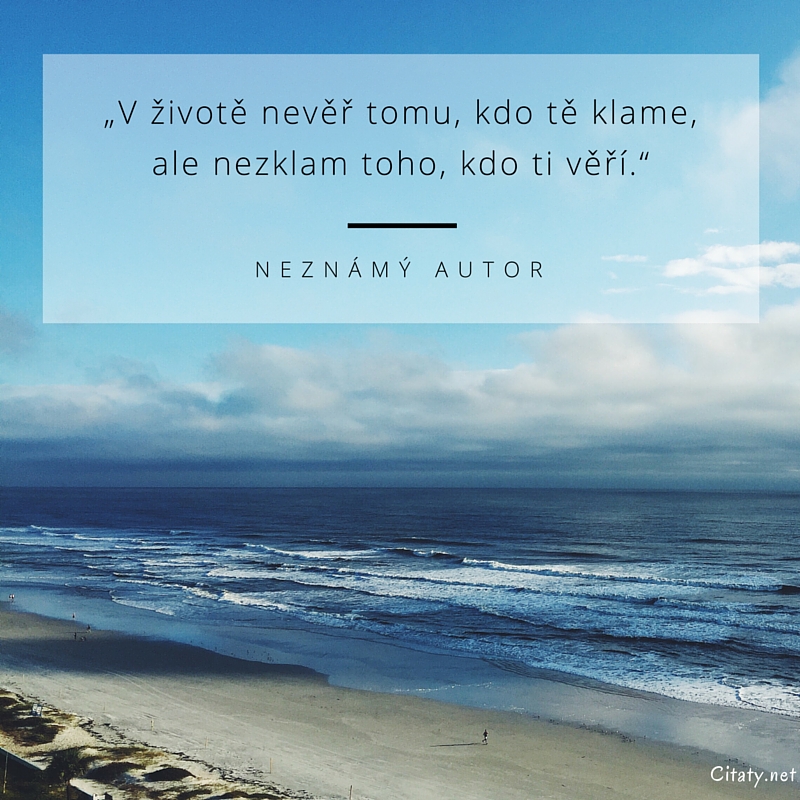 „V životě nevěř tomu, kdo tě klame,
ale nezklam toho, kdo ti věří.“
NEZNÁMÝ AUTOR
Citaty.net